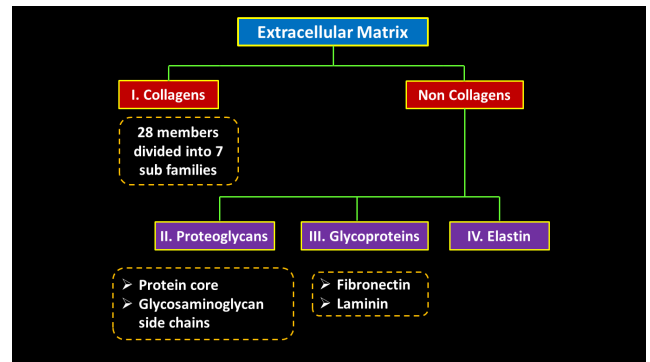 Extracellular Matrix
I. Collagens
Non Collagens
28 members
divided into 7
sub families
II. Proteoglycans
III. Glycoproteins
IV. Elastin
➢ Protein core
➢ Glycosaminoglycan
side chains
➢ Fibronectin
➢ Laminin